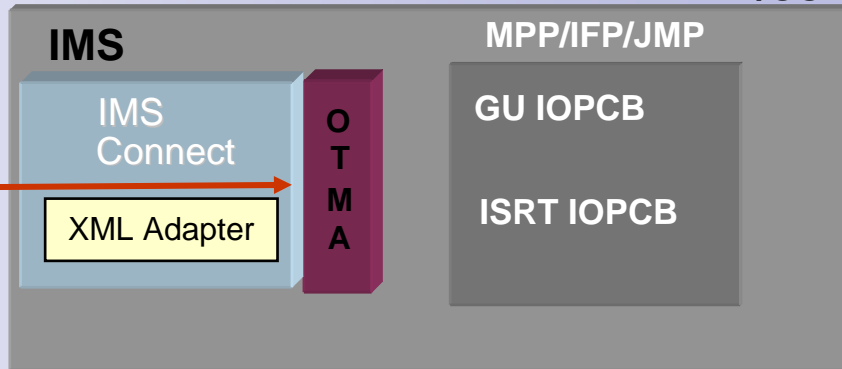 IMS
MPP/IFP/JMP
IMS
Connect
O
T
M
A
XML Adapter
GU IOPCB
ISRT IOPCB